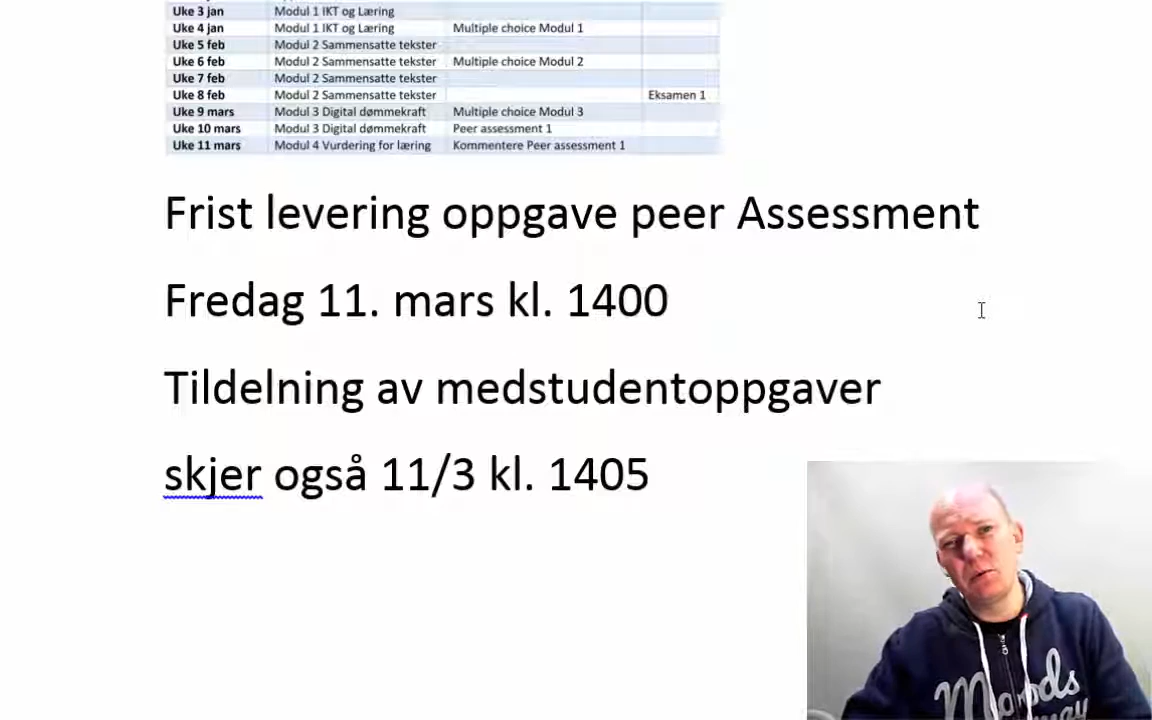 Uke 3 jan Modul 1 IKT og Læring
Uke 4 jan Modul 1 IKT og Læring Multiple choice Modul 1
Uke 5 feb Modul 2 Sammensatte tekster
Uke 6 feb Modul 2 Sammensatte tekster Multiple choice Modul 2
Uke 7 feb Modul 2 Sammensatte tekster
Uke 8 feb Modul 2 Sammensatte tekster Eksamen 1
Uke 9 mars Modul 3 Digital dømmekraft Multiple choice Modul 3
Uke 10 mars Modul 3 Digital dømmekraft Peer assessment 1
Uke 11 mars Modul 4 Vurdering for læring Kommentere Peer assessment 1
Frist levering oppgave peer Assessment
Fredag 11. mars kl. 1400
Tildelning av medstudentoppgaver
skjer også 11/3 kl. 1405